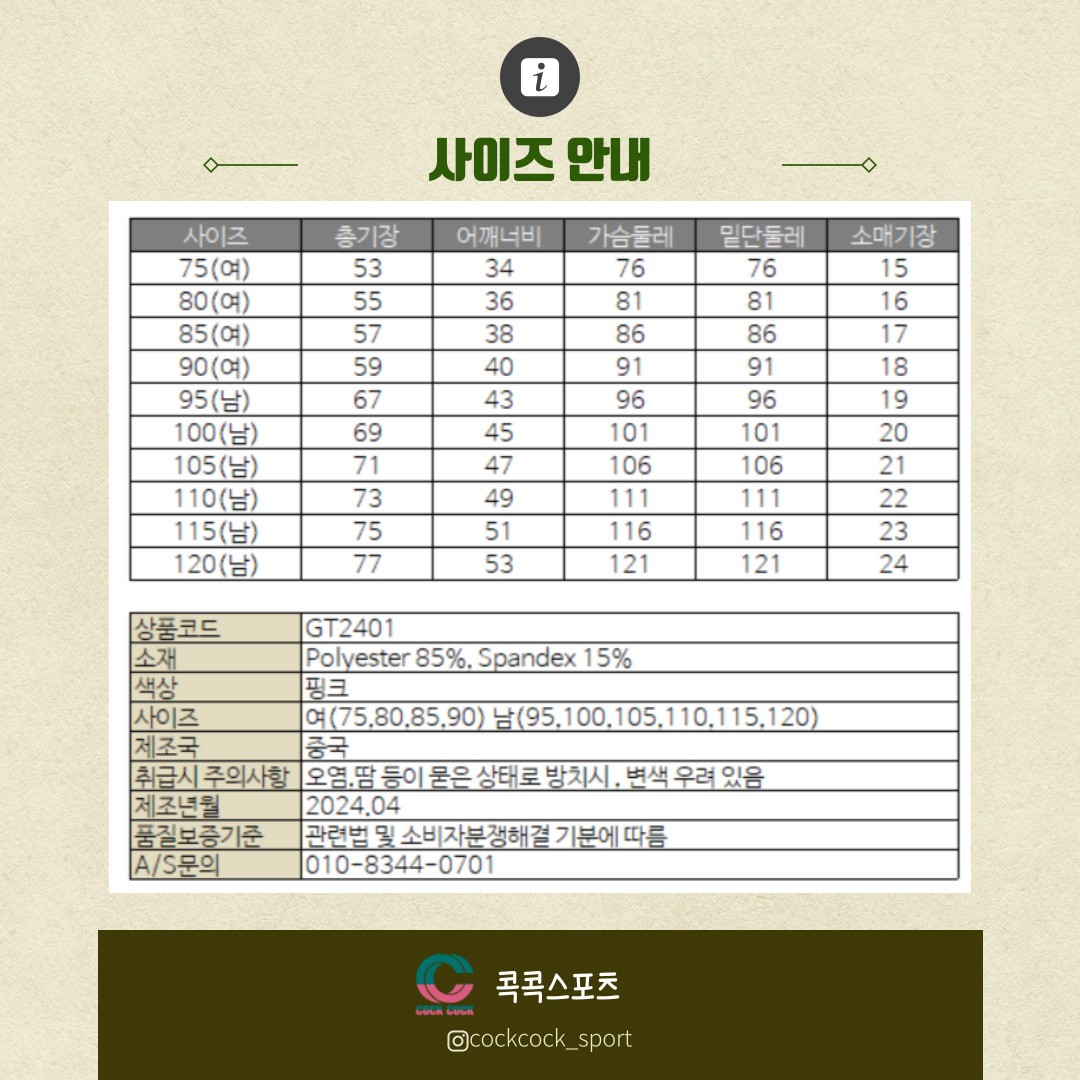 i
사이즈 안내
사이즈 총기장 어깨너비 가슴둘레 밑단둘레 소매기장
75(여) 53 34 76 76 15
80(여) 55 36 81 81 16
85(여) 57 38 86 86 17
90(여) 59 40 91 91 18
95(남) 67 43 96 96 19
100(남) 69 45 101 101 20
105(남) 71 47 106 106 21
110(남) 73 49 111 111 22
115(남) 75 51 116 116 23
120(남) 77 53 121 121 24
상품코드 GT2401
소재 Polyester 85%, Spandex 15%
색상 핑크
사이즈 여(75,80,85,90) 남(95,100,105,110,115,120)
제조국 중국
취급시 주의사항 오염,땀 등이 묻은 상태로 방치시 , 변색 우려 있음
제조년월 2024.04
품질보증기준 관련법 및 소비자분쟁해결 기분에 따름
A/S문의 010-8344-0701
COCK COCK
콕콕스포츠
cockcock_sport